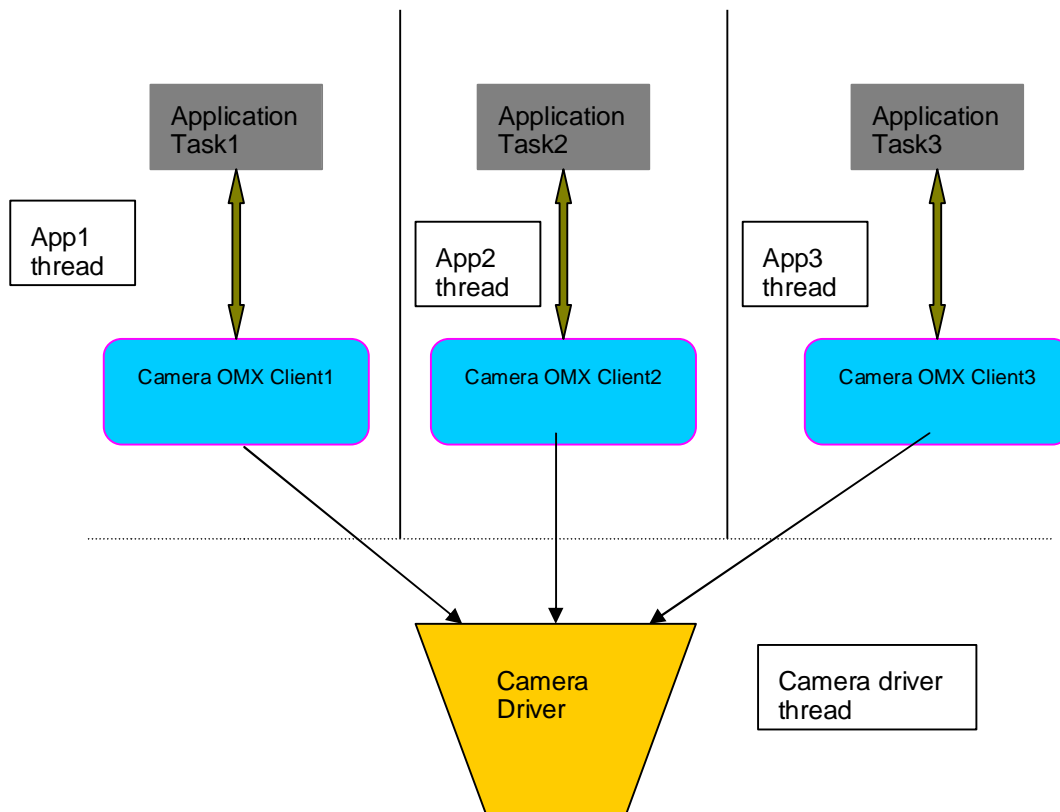 Application
Task1
Application
Task2
Application
Task3
App1
thread
App2
thread
App3
thread
Camera OMX Client1
Camera OMX Client2
Camera OMX Client3
Camera
Driver
Camera driver
thread